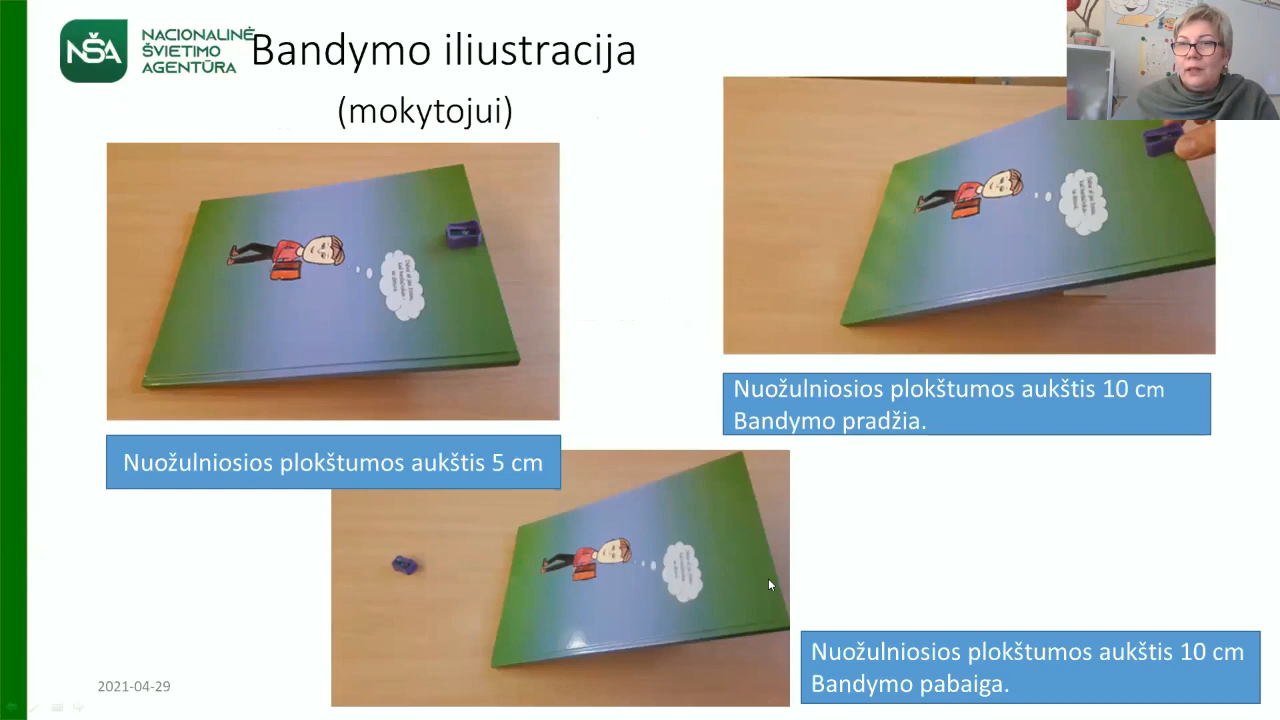 NŠA
NACIONALINĖ
ŠVIETIMO
AGENTŪRA
Bandymo iliustracija
(mokytojui)
Nuožulniosios plokštumos aukštis 10 cm
Bandymo pradžia.
Nuožulniosios plokštumos aukštis 5 cm
Nuožulniosios plokštumos aukštis 10 cm
Bandymo pabaiga.
2021-04-29